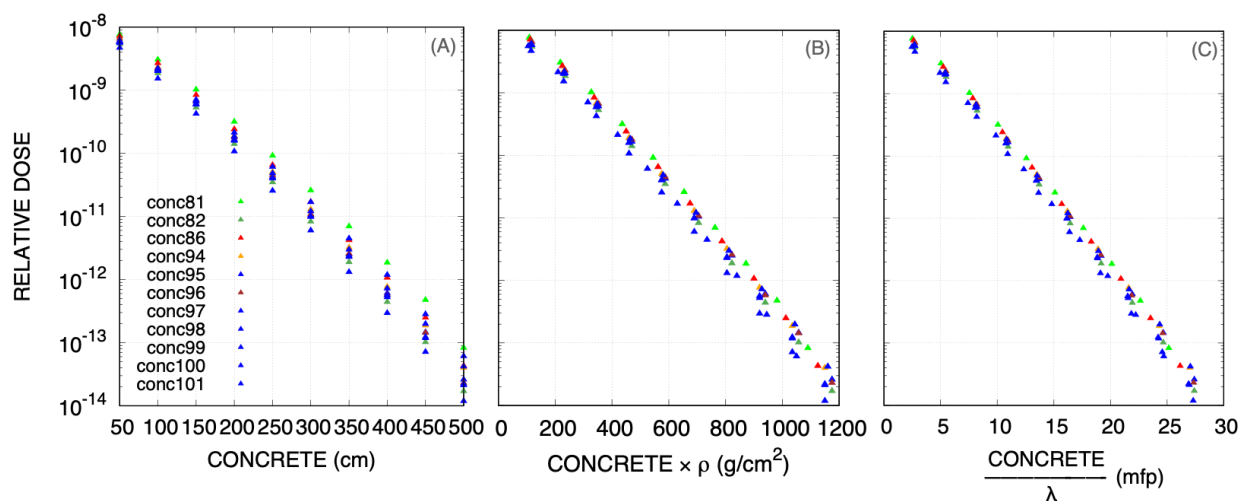 RELATIVE DOSE
10⁻⁸
10⁻⁹
10⁻¹⁰
10⁻¹¹
10⁻¹²
10⁻¹³
10⁻¹⁴
(A)
conc81
conc82
conc86
conc94
conc95
conc96
conc97
conc98
conc99
conc100
conc101
50 100 150 200 250 300 350 400 450 500
CONCRETE (cm)
(B)
0 200 400 600 800 1000 1200
CONCRETE × ρ (g/cm²)
(C)
0 5 10 15 20 25 30
CONCRETE
λ
(mfp)